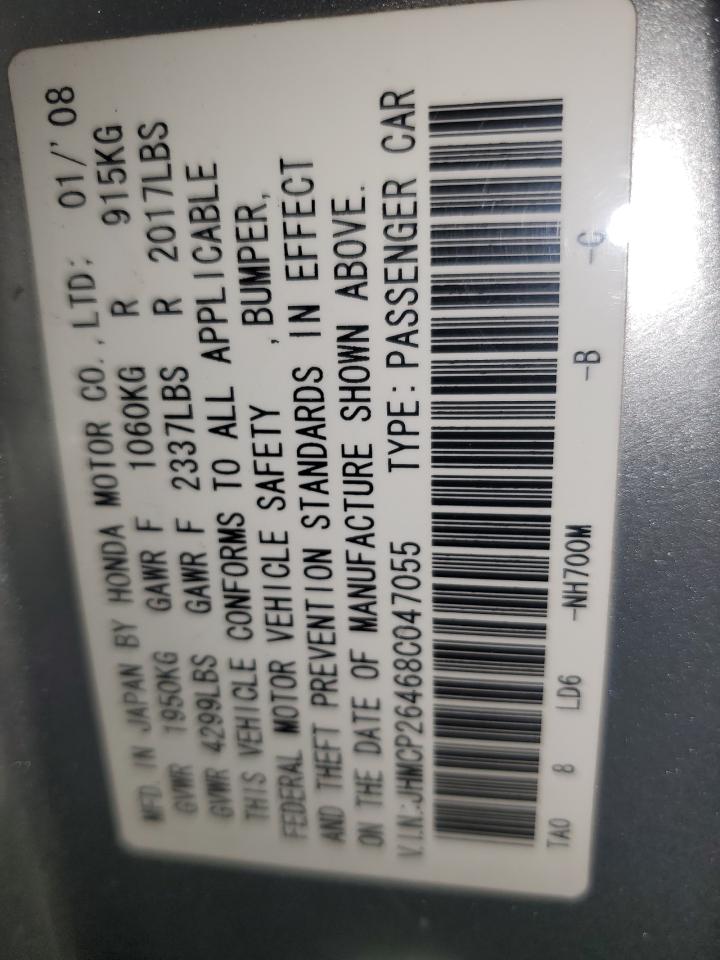 MFD. IN JAPAN BY HONDA MOTOR CO., LTD: 01/'08
GVWR 1950KG GAWR F 1060KG R 915KG
GVWR 4299LBS GAWR F 2337LBS R 2017LBS
THIS VEHICLE CONFORMS TO ALL APPLICABLE
FEDERAL MOTOR VEHICLE SAFETY , BUMPER,
AND THEFT PREVENTION STANDARDS IN EFFECT
ON THE DATE OF MANUFACTURE SHOWN ABOVE.
V.I.N:JHMCP26468C047055 TYPE:PASSENGER CAR
TA0 8 LD6 -NH700M -B -C